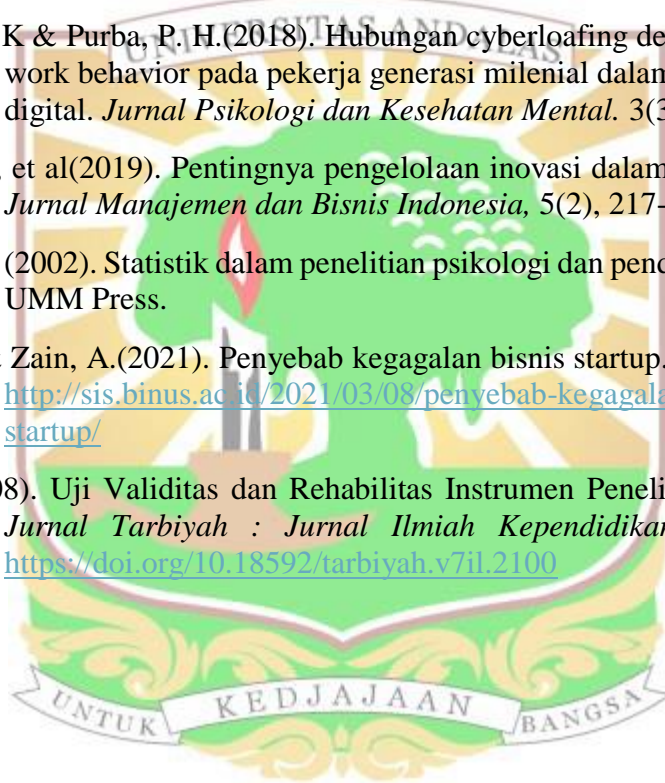 UNIVERSITAS ANDALAS
K & Purba, P. H.(2018). Hubungan cyberloafing de
work behavior pada pekerja generasi milenial dalam
digital. Jurnal Psikologi dan Kesehatan Mental. 3(3
et al(2019). Pentingnya pengelolaan inovasi dalam
Jurnal Manajemen dan Bisnis Indonesia, 5(2), 217-
(2002). Statistik dalam penelitian psikologi dan pend
UMM Press.
Zain, A.(2021). Penyebab kegagalan bisnis startup.
http://sis.binus.ac.id/2021/03/08/penyebab-kegagala
startup/
08). Uji Validitas dan Rehabilitas Instrumen Peneli
Jurnal Tarbiyah : Jurnal Ilmiah Kependidikan
https://doi.org/10.18592/tarbiyah.v7il.2100
UNTUK KEDJAJAAN BANGSA